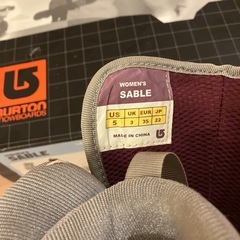 WOMEN'S
SABLE
US UK EUR JP
5 3 35 22
MADE IN CHINA
BURTON
SNOWBOARDS
SABLE